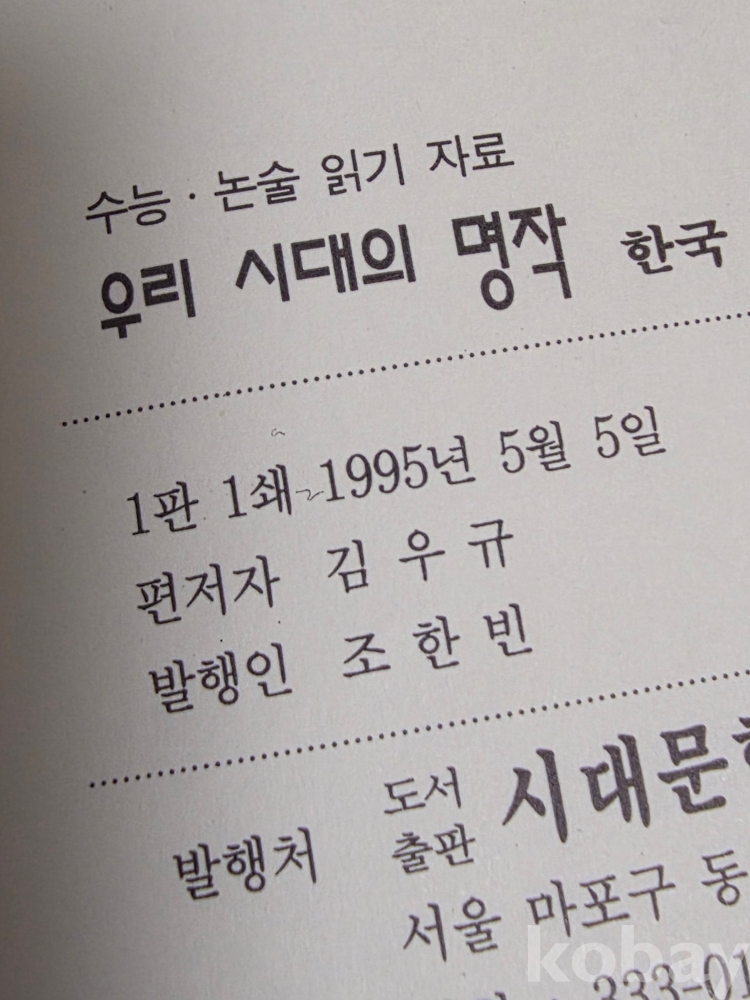 수능 · 논술 읽기 자료
우리 시대의 명작 한국
1판 1쇄 1995년 5월 5일
편저자 김 우 규
발행인 조 한 빈
발행처 도서출판 시대문
서울 마포구 동
333-01
kobay